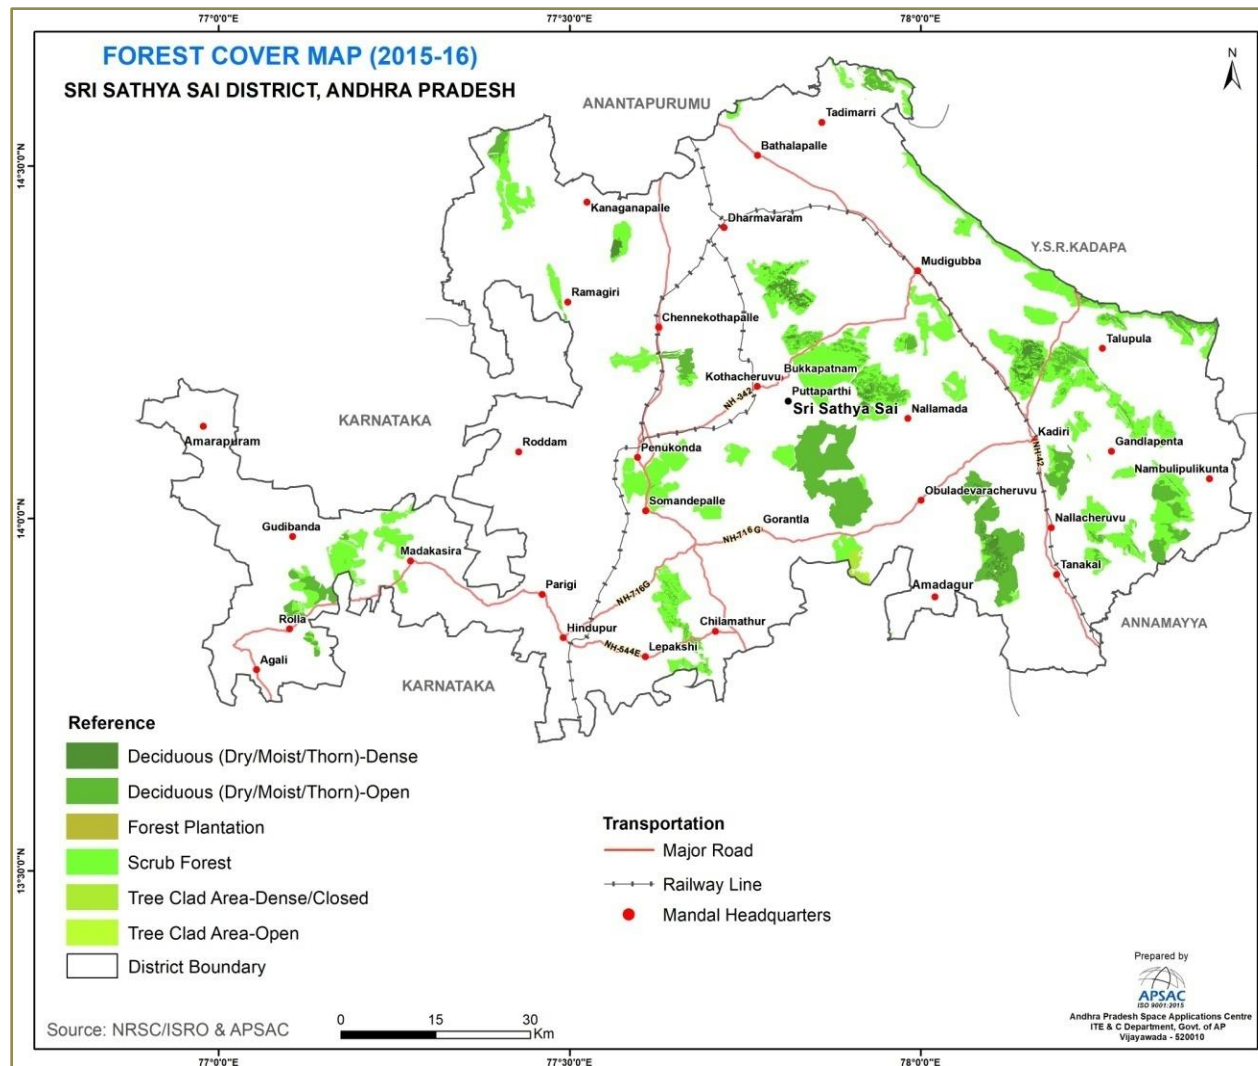 77°0'0"E
77°30'0"E
78°0'0"E
FOREST COVER MAP (2015-16)
SRI SATHYA SAI DISTRICT, ANDHRA PRADESH
N
ANANTAPURUMU
Tadimarri
Bathalapalle
14°30'0"N
Kanaganapalle
Dharmavaram
Y.S.R.KADAPA
Mudigubba
Ramagiri
Chennekothapalle
Talupula
Bukkapatnam
Kothacheruvu
NH-342
Puttaparthi
Sri Sathya Sai
Nallamada
KARNATAKA
Amarapuram
Roddam
Kadiri
NH-42
Gandlapenta
Penukonda
Nambulipulikunta
Somandepalle
Obuladevaracheruvu
14°0'0"N
Gudibanda
Gorantla
NH-716G
Nallacheruvu
Madakasira
Tanakal
Parigi
NH-716G
Amadagur
Rolla
Hindupur
Chilamathur
ANNAMAYYA
NH-544E
Lepakshi
Agali
KARNATAKA
Reference
Deciduous (Dry/Moist/Thorn)-Dense
Deciduous (Dry/Moist/Thorn)-Open
Forest Plantation
Scrub Forest
Tree Clad Area-Dense/Closed
Tree Clad Area-Open
District Boundary
13°30'0"N
Transportation
Major Road
Railway Line
Mandal Headquarters
Source: NRSC/ISRO & APSAC
0 15 30
Km
Prepared by
APSAC
ISO 9001:2015
Andhra Pradesh Space Applications Centre
ITE & C Department, Govt. of AP
Vijayawada - 520010
77°0'0"E
77°30'0"E
78°0'0"E